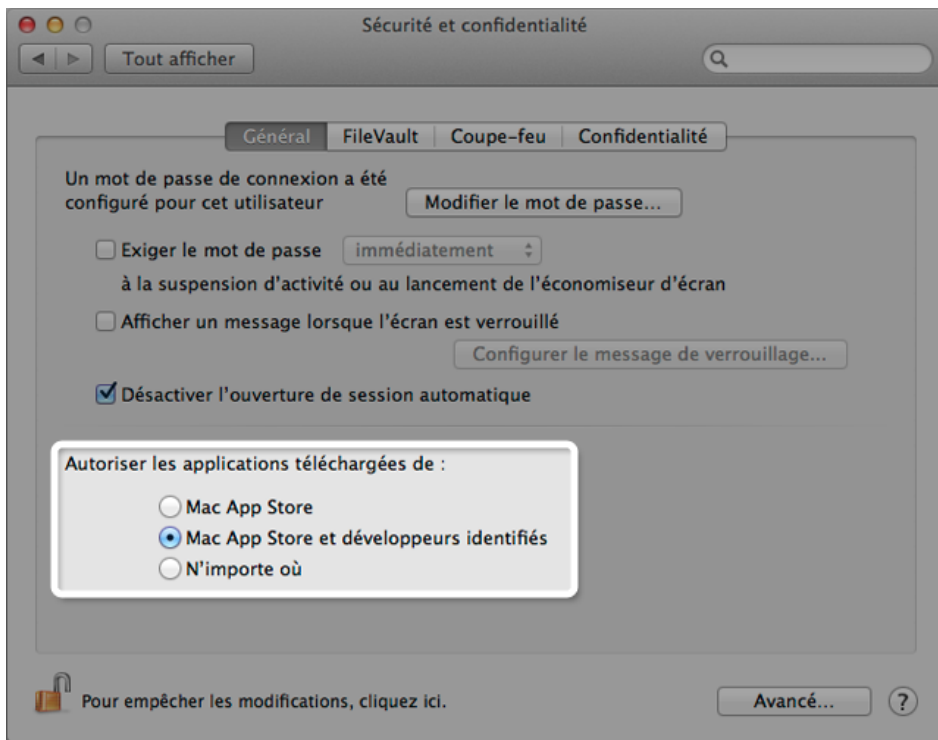 Sécurité et confidentialité
Tout afficher
Général FileVault Coupe-feu Confidentialité
Un mot de passe de connexion a été
configuré pour cet utilisateur Modifier le mot de passe...
Exiger le mot de passe immédiatement
à la suspension d'activité ou au lancement de l'économiseur d'écran
Afficher un message lorsque l'écran est verrouillé
Configurer le message de verrouillage...
Désactiver l'ouverture de session automatique
Autoriser les applications téléchargées de :
Mac App Store
Mac App Store et développeurs identifiés
N'importe où
Pour empêcher les modifications, cliquez ici. Avancé... ?